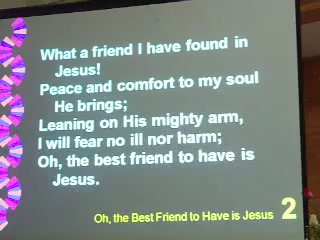 What a friend I have found in
Jesus!
Peace and comfort to my soul
He brings;
Leaning on His mighty arm,
I will fear no ill nor harm;
Oh, the best friend to have is
Jesus.
Oh, the Best Friend to Have is Jesus 2